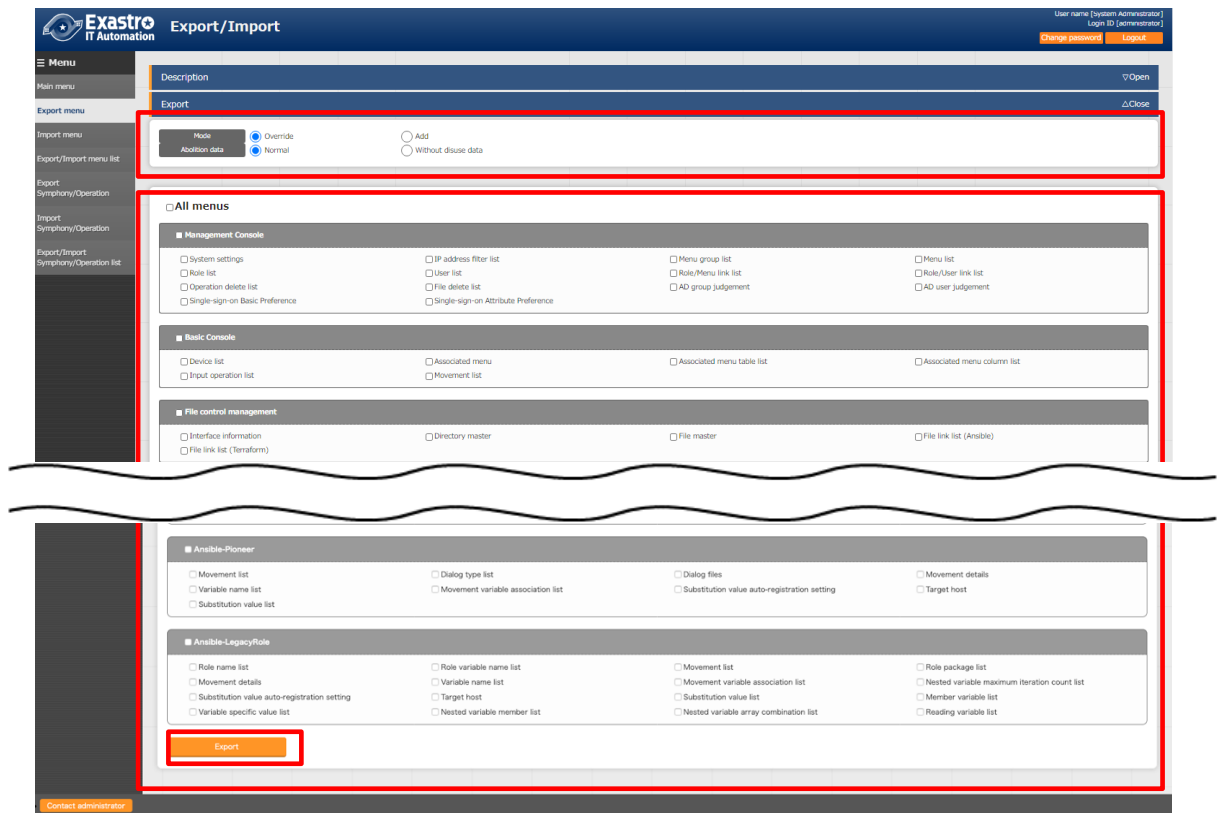 Exastro
IT Automation
Export/Import
User name [System Administrator]
Login ID [administrator]
Change password
Logout
Menu
Main menu
Export menu
Import menu
Export/Import menu list
Export
Symphony/Operation
Import
Symphony/Operation
Export/Import
Symphony/Operation list
Description
▽Open
Export
△Close
Mode
Override
Add
Abolition data
Normal
Without disuse data
All menus
Management Console
System settings
IP address filter list
Menu group list
Menu list
Role list
User list
Role/Menu link list
Role/User link list
Operation delete list
File delete list
AD group judgement
AD user judgement
Single-sign-on Basic Preference
Single-sign-on Attribute Preference
Basic Console
Device list
Associated menu
Associated menu table list
Associated menu column list
Input operation list
Movement list
File control management
Interface information
Directory master
File master
File link list (Ansible)
File link list (Terraform)
Ansible-Pioneer
Movement list
Dialog type list
Dialog files
Movement details
Variable name list
Movement variable association list
Substitution value auto-registration setting
Target host
Substitution value list
Ansible-LegacyRole
Role name list
Role variable name list
Movement list
Role package list
Movement details
Variable name list
Movement variable association list
Nested variable maximum iteration count list
Substitution value auto-registration setting
Target host
Substitution value list
Member variable list
Variable specific value list
Nested variable member list
Nested variable array combination list
Reading variable list
Export
Contact administrator